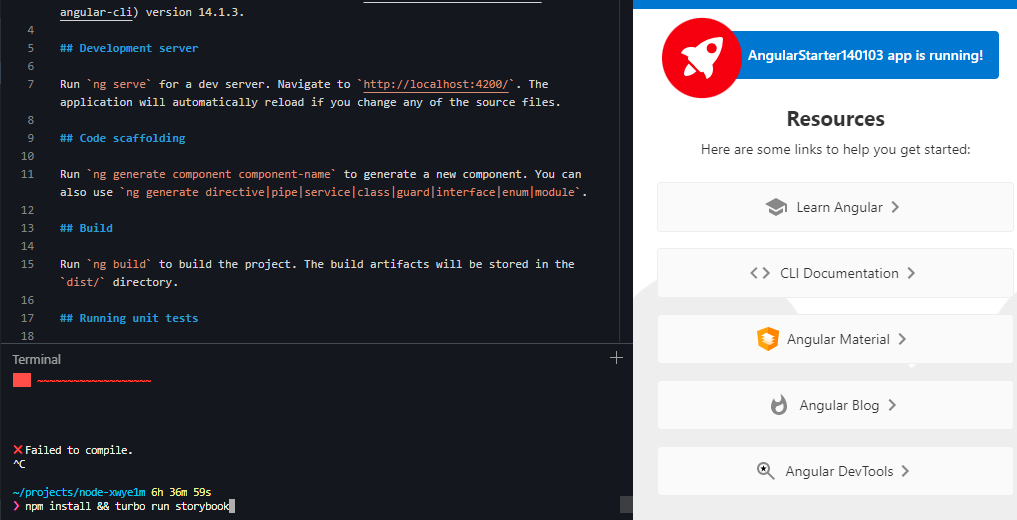 angular-cli) version 14.1.3.
4
5 ## Development server
6
7 Run `ng serve` for a dev server. Navigate to `http://localhost:4200/`. The
application will automatically reload if you change any of the source files.
8
9 ## Code scaffolding
10
11 Run `ng generate component component-name` to generate a new component. You can
also use `ng generate directive|pipe|service|class|guard|interface|enum|module`.
12
13 ## Build
14
15 Run `ng build` to build the project. The build artifacts will be stored in the
`dist/` directory.
16
17 ## Running unit tests
18
Terminal
~~~~~~~~~~~~~~~~~~~
❌Failed to compile.
^C
~/projects/node-xwye1m 6h 36m 59s
❯ npm install && turbo run storybook
AngularStarter140103 app is running!
Resources
Here are some links to help you get started:
Learn Angular
CLI Documentation
Angular Material
Angular Blog
Angular DevTools